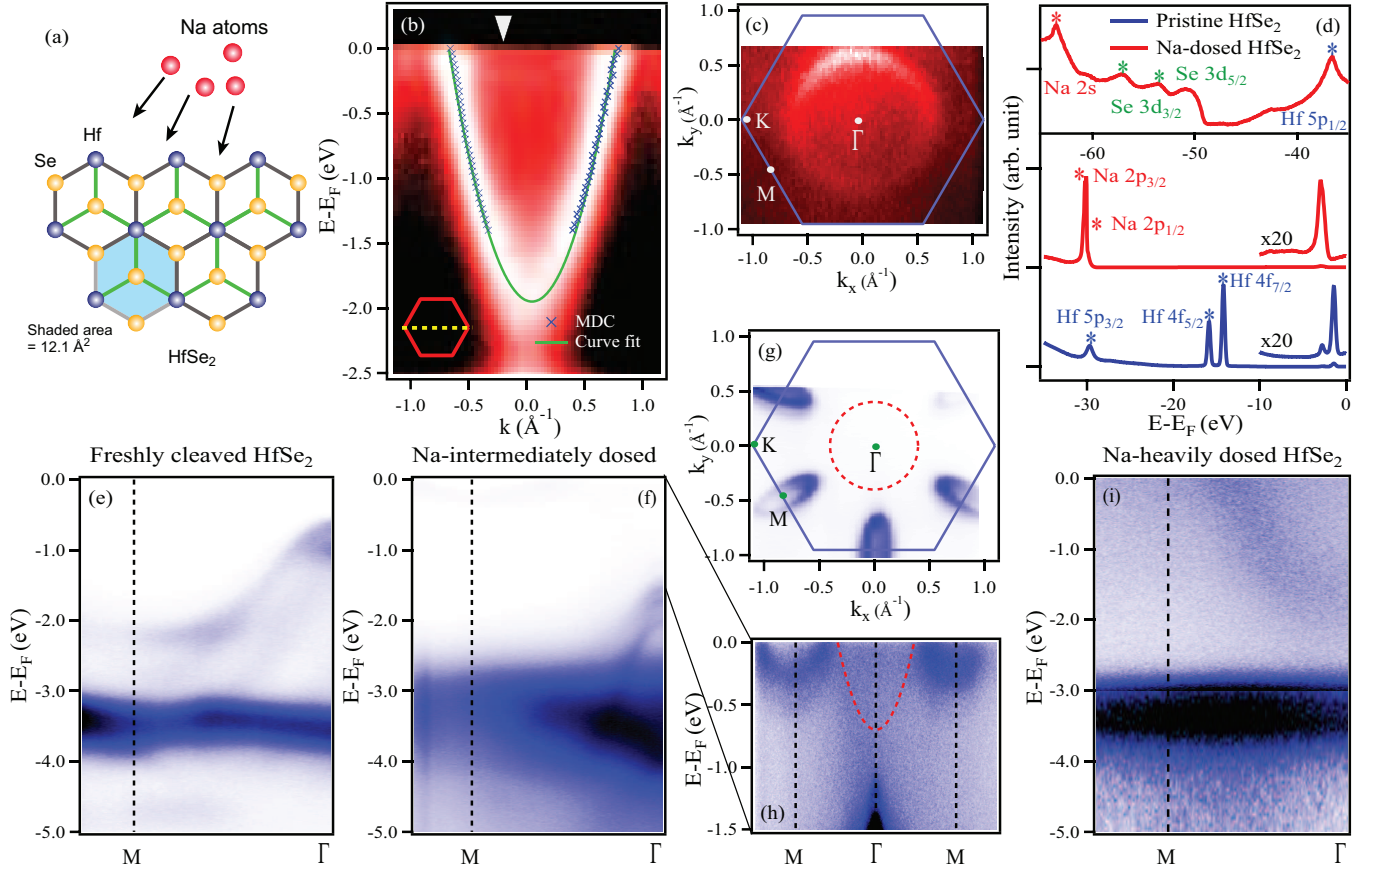 (a)
Na atoms
Hf
Se
Shaded area
= 12.1 Å²
HfSe₂
(b)
E-E_F (eV)
0.0
-0.5
-1.0
-1.5
-2.0
-2.5
MDC
Curve fit
-1.0 -0.5 0.0 0.5 1.0
k (Å⁻¹)
(c)
k_y (Å⁻¹)
1.0
0.5
0.0
-0.5
-1.0
K
Γ
M
-1.0 -0.5 0.0 0.5 1.0
k_x (Å⁻¹)
(d)
Intensity (arb. unit)
Pristine HfSe₂
Na-dosed HfSe₂
* * * *
Na 2s
Se 3d₅/₂
Se 3d₃/₂
Hf 5p₁/₂
-60 -50 -40
* Na 2p₃/₂
* Na 2p₁/₂
x20
* Hf 4f₇/₂
Hf 5p₃/₂
*
Hf 4f₅/₂
*
x20
-30 -20 -10 0
E-E_F (eV)
(g)
k_y (Å⁻¹)
1.0
0.5
0.0
-0.5
-1.0
K
Γ
M
-1.0 -0.5 0.0 0.5 1.0
k_x (Å⁻¹)
Freshly cleaved HfSe₂
(e)
E-E_F (eV)
0.0
-1.0
-2.0
-3.0
-4.0
-5.0
M Γ
Na-intermediately dosed
(f)
E-E_F (eV)
0.0
-1.0
-2.0
-3.0
-4.0
-5.0
M Γ
E-E_F (eV)
0.0
-0.5
-1.0
-1.5
(h)
M Γ M
Na-heavily dosed HfSe₂
(i)
E-E_F (eV)
0.0
-1.0
-2.0
-3.0
-4.0
-5.0
M Γ